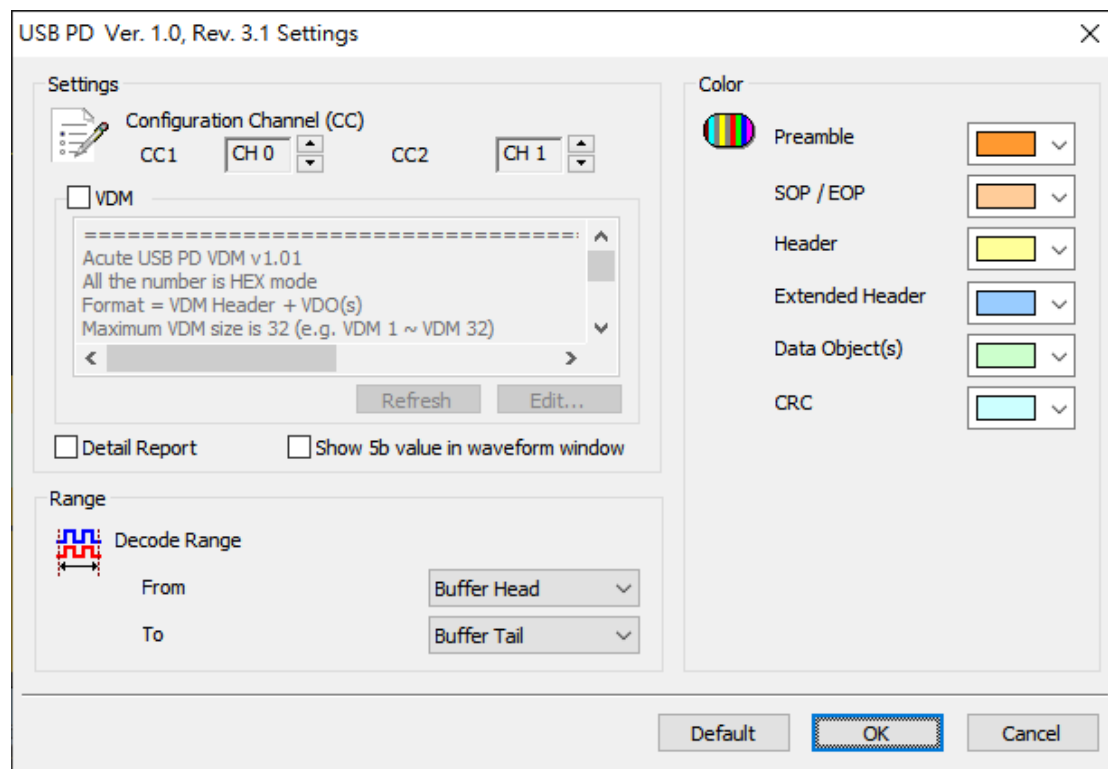 USB PD Ver. 1.0, Rev. 3.1 Settings
Settings
Configuration Channel (CC)
CC1 CH 0 CC2 CH 1
VDM
====================================
Acute USB PD VDM v1.01
All the number is HEX mode
Format = VDM Header + VDO(s)
Maximum VDM size is 32 (e.g. VDM 1 ~ VDM 32)
Refresh Edit...
Detail Report Show 5b value in waveform window
Range
Decode Range
From Buffer Head
To Buffer Tail
Color
Preamble
SOP / EOP
Header
Extended Header
Data Object(s)
CRC
Default OK Cancel